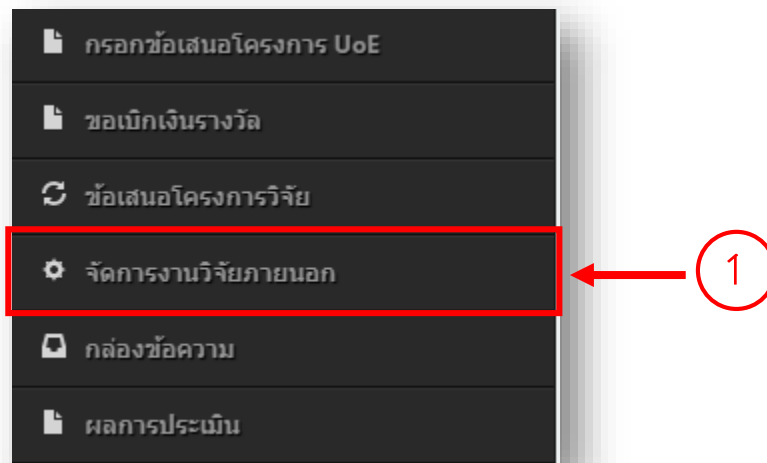 กรอกข้อเสนอโครงการ UoE
ขอเบิกเงินรางวัล
ข้อเสนอโครงการวิจัย
จัดการงานวิจัยภายนอก
1
กล่องข้อความ
ผลการประเมิน